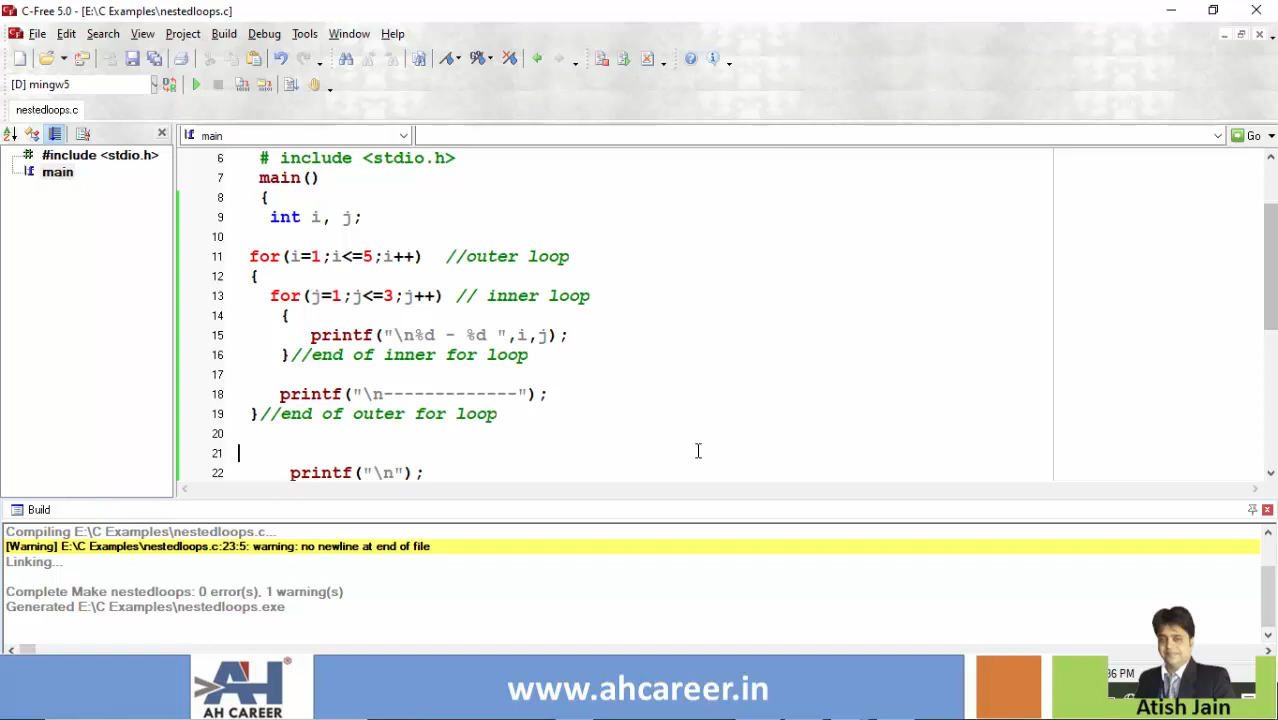 C-Free 5.0 - [E:\C Examples\nestedloops.c]
File Edit Search View Project Build Debug Tools Window Help
[D] mingw5
nestedloops.c
main
Go
#include <stdio.h>
main
6 # include <stdio.h>
7 main()
8 {
9 int i, j;
10
11 for(i=1;i<=5;i++) //outer loop
12 {
13 for(j=1;j<=3;j++) // inner loop
14 {
15 printf("\n%d - %d ",i,j);
16 }//end of inner for loop
17
18 printf("\n-------------");
19 }//end of outer for loop
20
21
22 printf("\n");
Build
Compiling E:\C Examples\nestedloops.c...
[Warning] E:\C Examples\nestedloops.c:23:5: warning: no newline at end of file
Linking...
Complete Make nestedloops: 0 error(s), 1 warning(s)
Generated E:\C Examples\nestedloops.exe
AH
AH CAREER
www.ahcareer.in
36 PM
Atish Jain